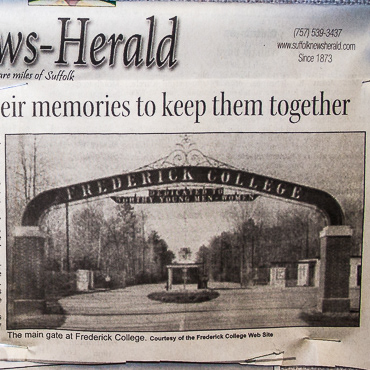 ws-Herald
are miles of Suffolk
(757) 539-3437
www.suffolknewsherald.com
Since 1873
eir memories to keep them together
FREDERICK COLLEGE
DEDICATED TO
WORTHY YOUNG MEN - WOMEN
The main gate at Frederick College. Courtesy of the Frederick College Web Site